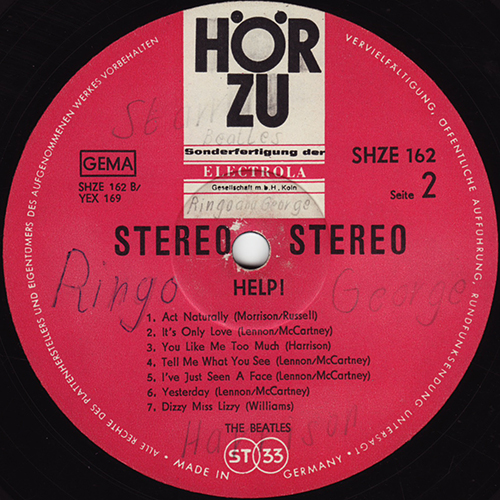 HÖR
ZU
Beatles
Sonderfertigung der
ELECTROLA
Gesellschaft m.b.H., Köln
Ringo and George
GEMA
SHZE 162 B/
YEX 169
SHZE 162
Seite 2
STEREO STEREO
HELP!
Ringo
George
1. Act Naturally (Morrison/Russell)
2. It's Only Love (Lennon/McCartney)
3. You Like Me Too Much (Harrison)
4. Tell Me What You See (Lennon/McCartney)
5. I've Just Seen A Face (Lennon/McCartney)
6. Yesterday (Lennon/McCartney)
7. Dizzy Miss Lizzy (Williams)
THE BEATLES
Harrison
ST 33
MADE IN GERMANY
ALLE RECHTE DES PLATTENHERSTELLERS UND EIGENTÜMERS DES AUFGENOMMENEN WERKES VORBEHALTEN
VERVIELFÄLTIGUNG, ÖFFENTLICHE AUFFÜHRUNG, RUNDFUNKSENDUNG UNTERSAGT